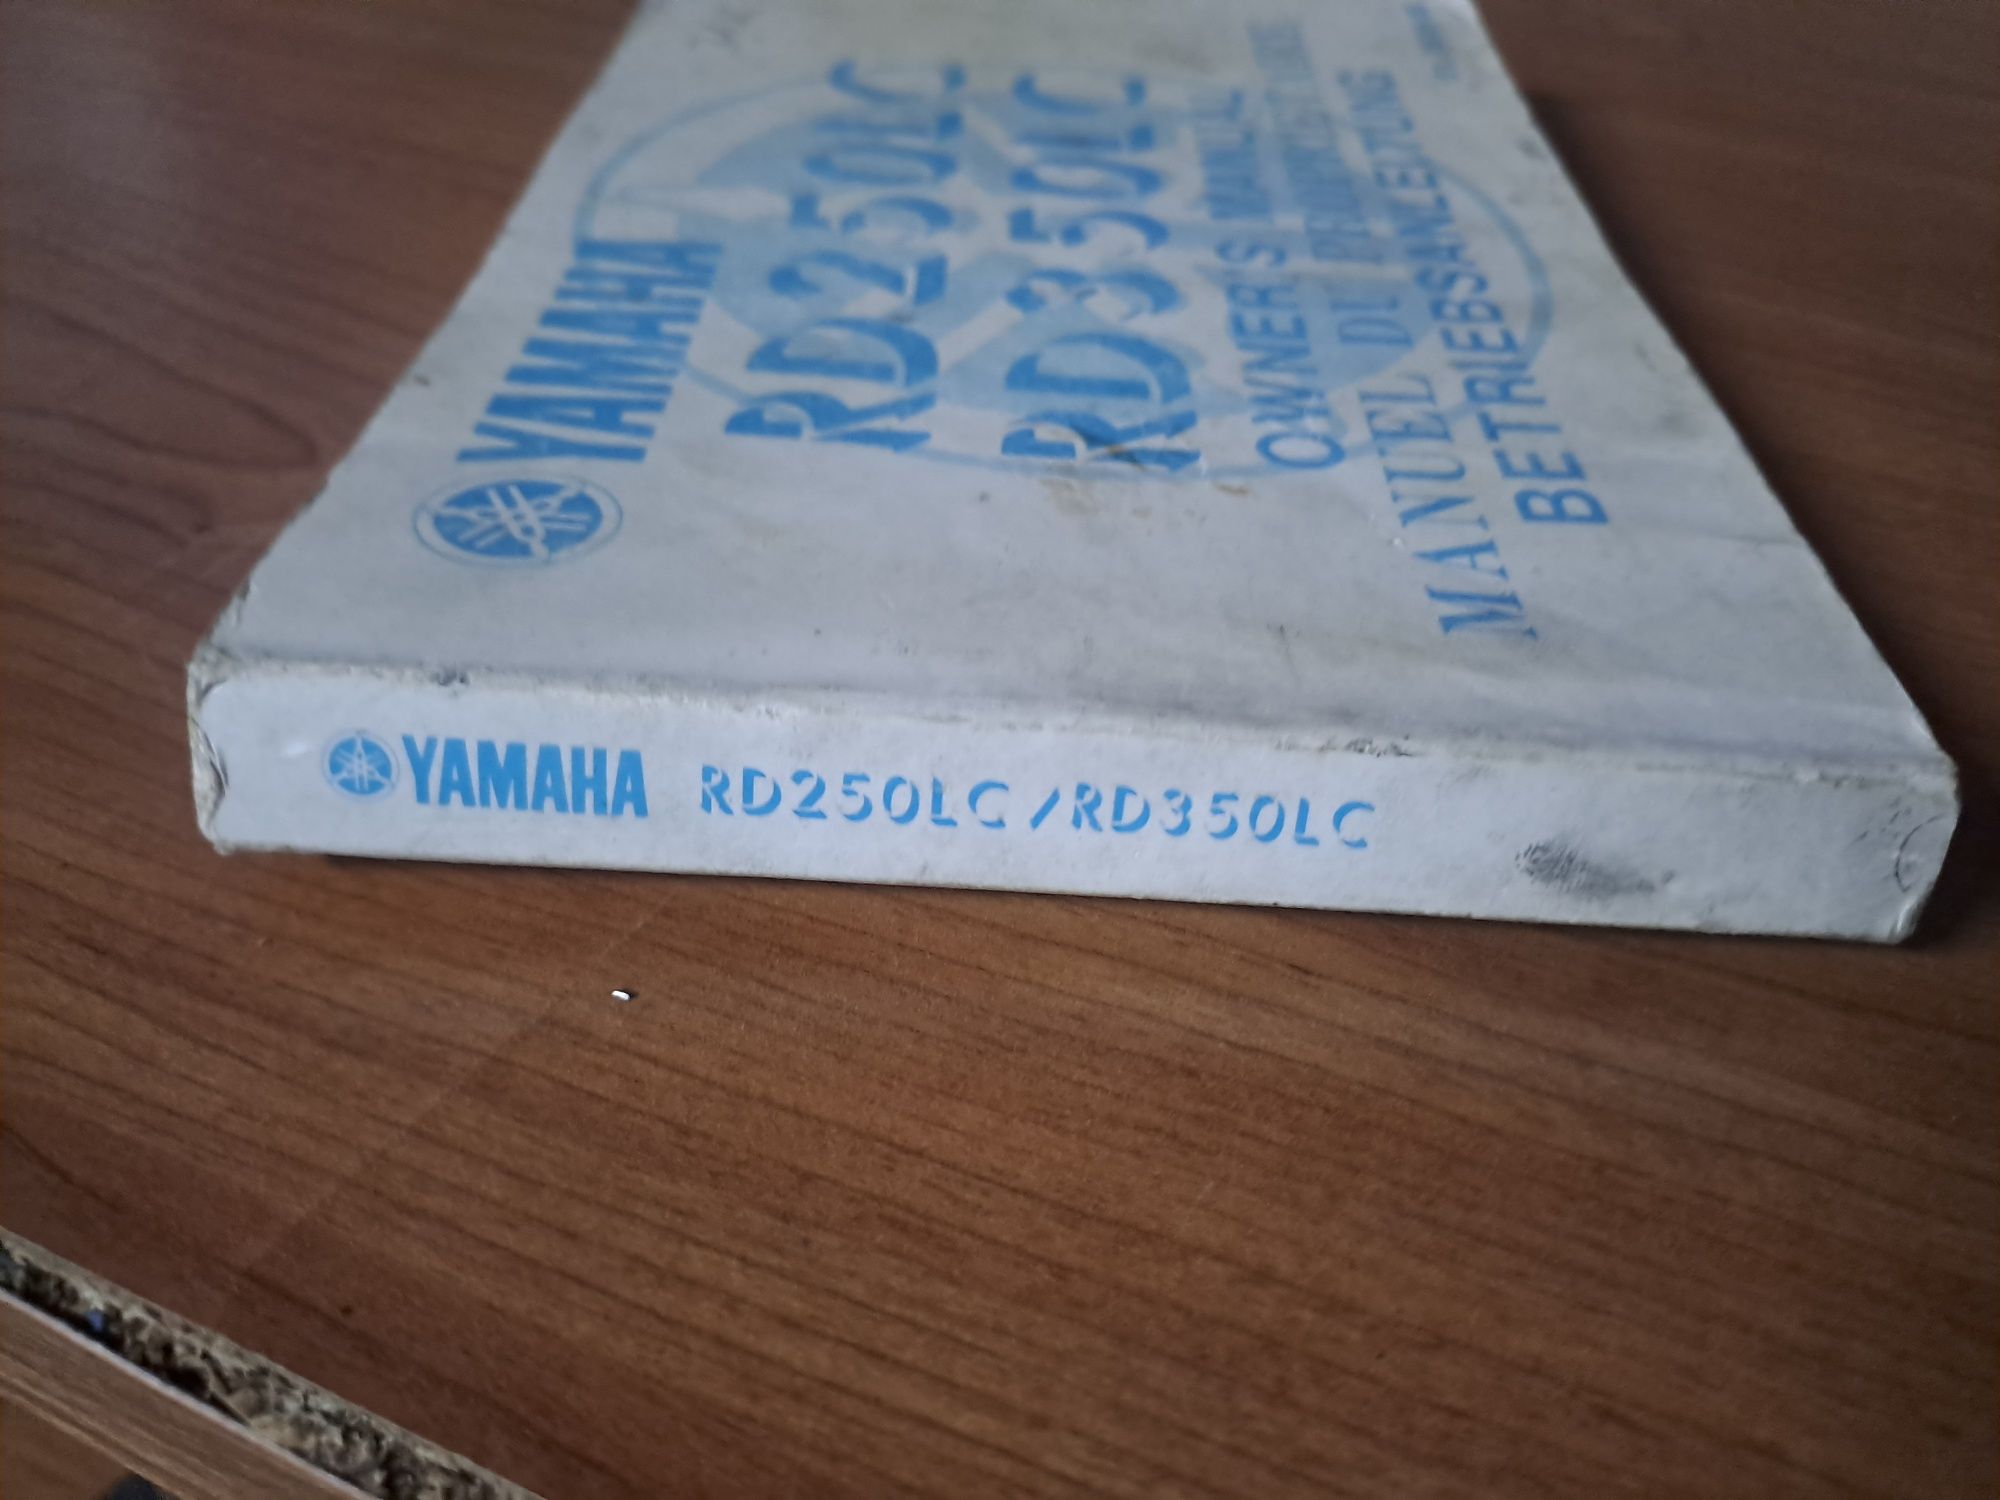 YAMAHA
RD250LC
RD350LC
OWNER'S MANUAL
MANUEL DU PROPRIETAIRE
BETRIEBSANLEITUNG
YAMAHA RD250LC/RD350LC